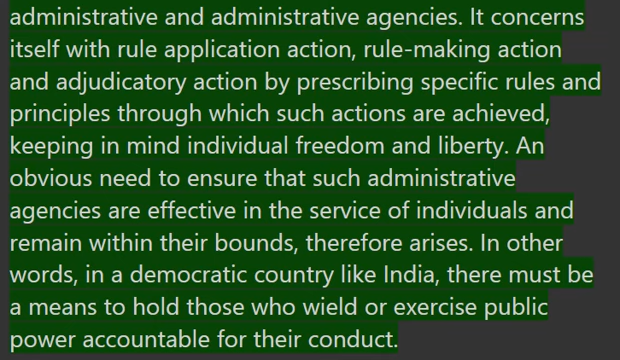 administrative and administrative agencies. It concerns
itself with rule application action, rule-making action
and adjudicatory action by prescribing specific rules and
principles through which such actions are achieved,
keeping in mind individual freedom and liberty. An
obvious need to ensure that such administrative
agencies are effective in the service of individuals and
remain within their bounds, therefore arises. In other
words, in a democratic country like India, there must be
a means to hold those who wield or exercise public
power accountable for their conduct.